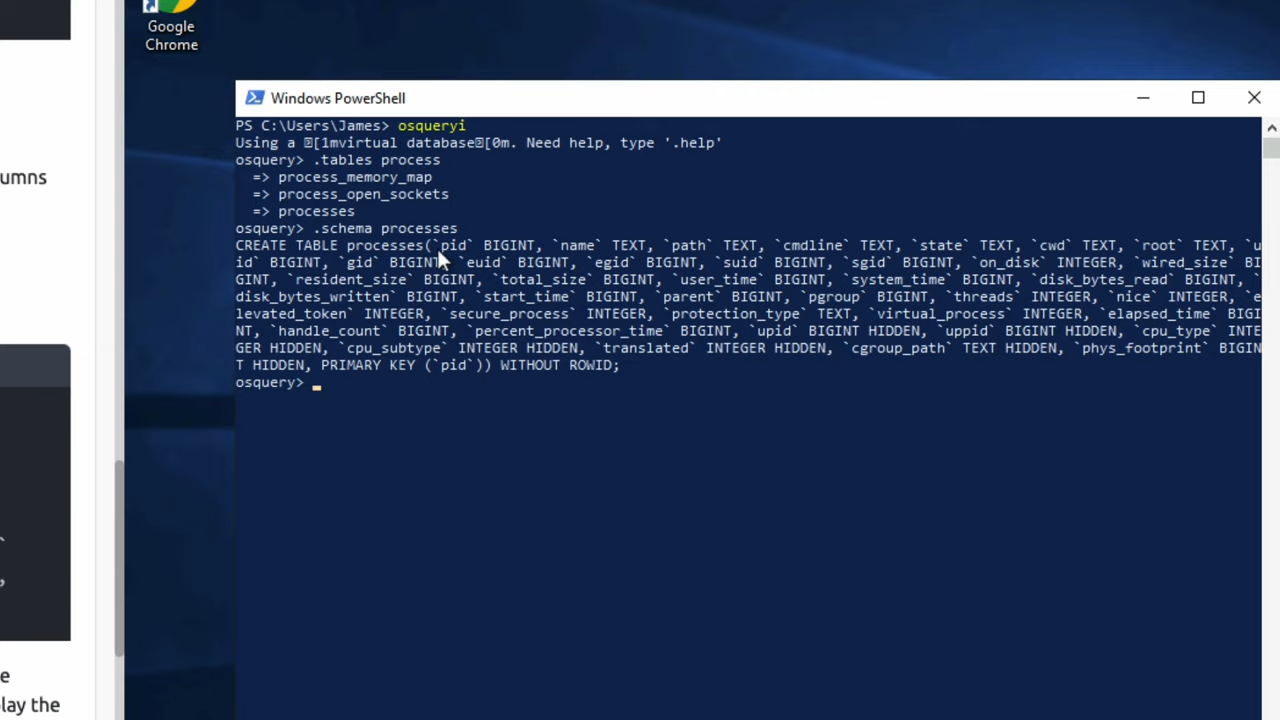 Google
Chrome
Windows PowerShell
PS C:\Users\James> osqueryi
Using a [1mvirtual database[0m. Need help, type '.help'
osquery> .tables process
=> process_memory_map
=> process_open_sockets
=> processes
osquery> .schema processes
CREATE TABLE processes(`pid` BIGINT, `name` TEXT, `path` TEXT, `cmdline` TEXT, `state` TEXT, `cwd` TEXT, `root` TEXT, `u
id` BIGINT, `gid` BIGINT, `euid` BIGINT, `egid` BIGINT, `suid` BIGINT, `sgid` BIGINT, `on_disk` INTEGER, `wired_size` BI
GINT, `resident_size` BIGINT, `total_size` BIGINT, `user_time` BIGINT, `system_time` BIGINT, `disk_bytes_read` BIGINT, `
disk_bytes_written` BIGINT, `start_time` BIGINT, `parent` BIGINT, `pgroup` BIGINT, `threads` INTEGER, `nice` INTEGER, `e
levated_token` INTEGER, `secure_process` INTEGER, `protection_type` TEXT, `virtual_process` INTEGER, `elapsed_time` BIGI
NT, `handle_count` BIGINT, `percent_processor_time` BIGINT, `upid` BIGINT HIDDEN, `uppid` BIGINT HIDDEN, `cpu_type` INTE
GER HIDDEN, `cpu_subtype` INTEGER HIDDEN, `translated` INTEGER HIDDEN, `cgroup_path` TEXT HIDDEN, `phys_footprint` BIGIN
T HIDDEN, PRIMARY KEY (`pid`)) WITHOUT ROWID;
osquery>
umns
e
lay the